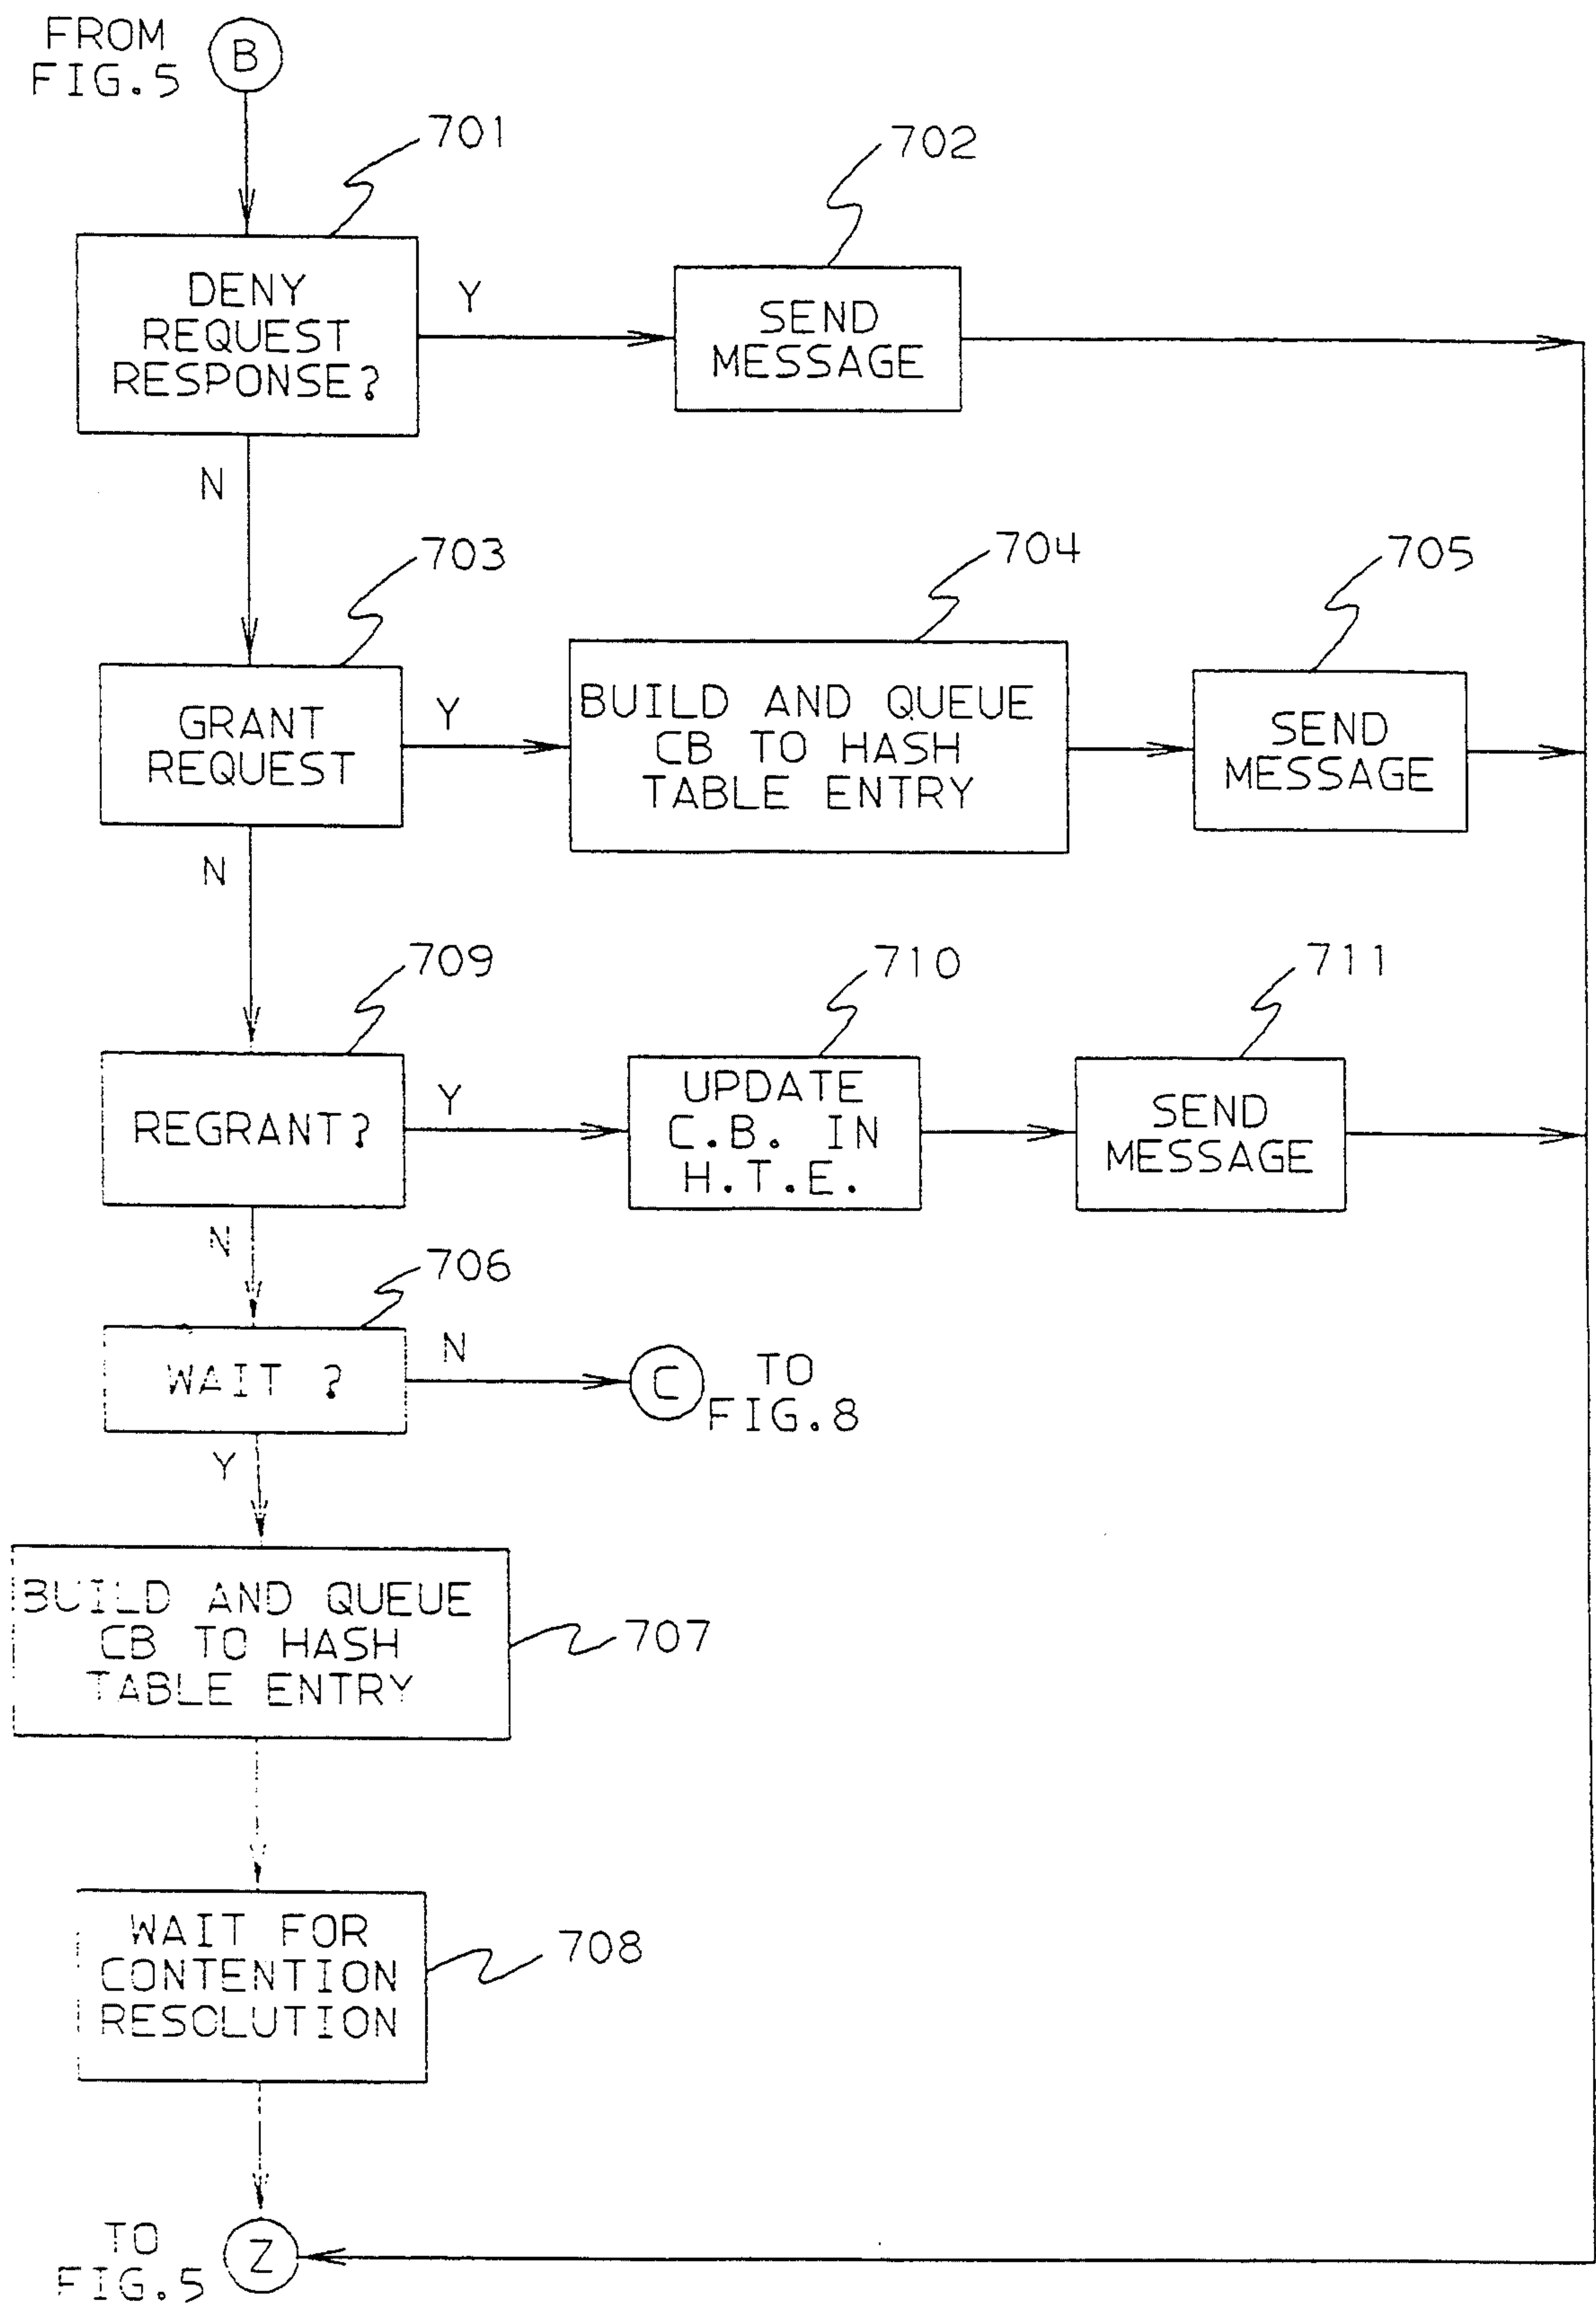 FROM
FIG.5
B
701
702
DENY
REQUEST
RESPONSE?
Y
SEND
MESSAGE
N
703
704
705
GRANT
REQUEST
Y
BUILD AND QUEUE
CB TO HASH
TABLE ENTRY
SEND
MESSAGE
N
709
710
711
REGRANT?
Y
UPDATE
C.B. IN
H.T.E.
SEND
MESSAGE
N
706
WAIT ?
N
C
TO
FIG.8
Y
BUILD AND QUEUE
CB TO HASH
TABLE ENTRY
707
WAIT FOR
CONTENTION
RESOLUTION
708
TO
FIG.5
Z